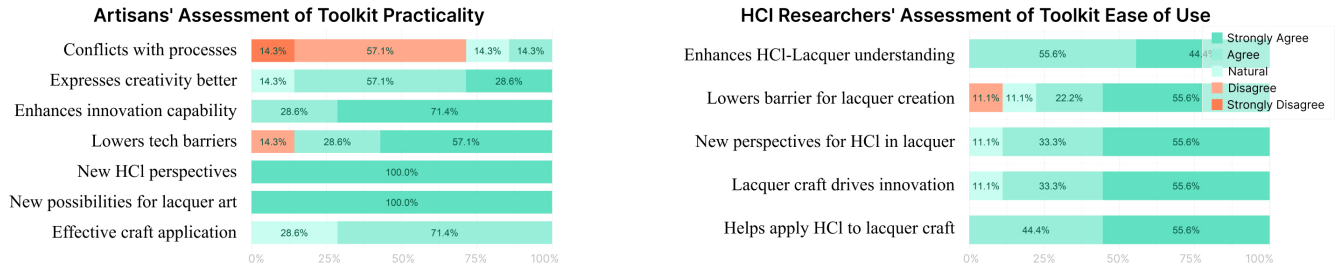 Artisans' Assessment of Toolkit Practicality
Conflicts with processes
14.3% 57.1% 14.3% 14.3%
Expresses creativity better
14.3% 57.1% 28.6%
Enhances innovation capability
28.6% 71.4%
Lowers tech barriers
14.3% 28.6% 57.1%
New HCl perspectives
100.0%
New possibilities for lacquer art
100.0%
Effective craft application
28.6% 71.4%
0% 25% 50% 75% 100%
HCI Researchers' Assessment of Toolkit Ease of Use
Enhances HCl-Lacquer understanding
55.6% 44.4%
Lowers barrier for lacquer creation
11.1% 11.1% 22.2% 55.6%
New perspectives for HCl in lacquer
11.1% 33.3% 55.6%
Lacquer craft drives innovation
11.1% 33.3% 55.6%
Helps apply HCl to lacquer craft
44.4% 55.6%
0% 25% 50% 75% 100%
Strongly Agree
Agree
Natural
Disagree
Strongly Disagree